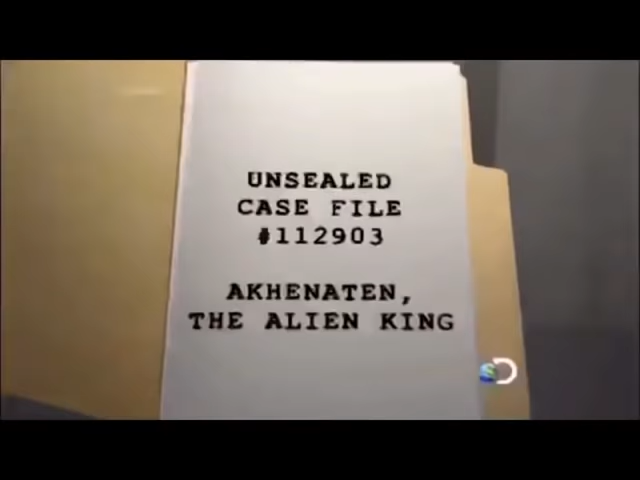 UNSEALED
CASE FILE
#112903
AKHENATEN,
THE ALIEN KING